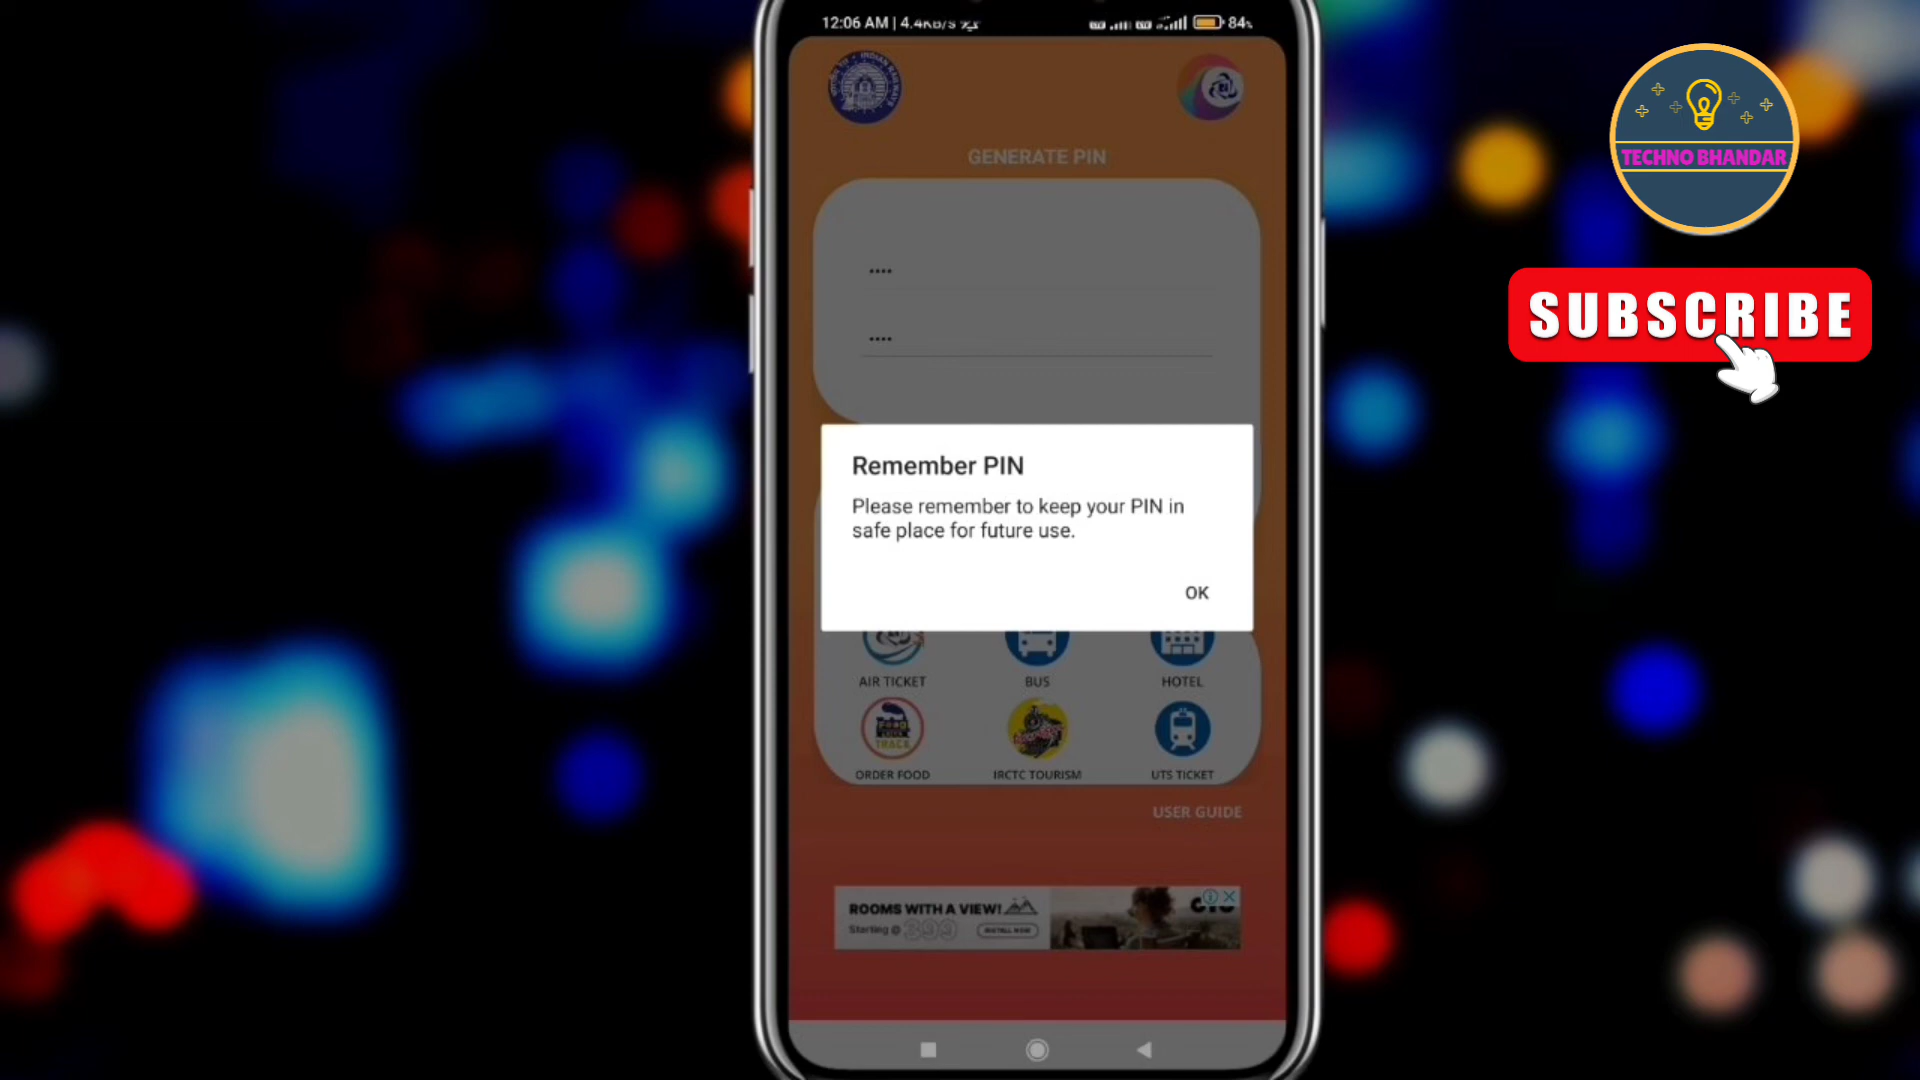 12:06 AM | 4.4KB/s
84%
GENERATE PIN
••••
••••
Remember PIN
Please remember to keep your PIN in
safe place for future use.
OK
AIR TICKET
BUS
HOTEL
FOOD
TRACK
ORDER FOOD
IRCTC TOURISM
UTS TICKET
USER GUIDE
ROOMS WITH A VIEW!
Starting @ 399
INSTALL NOW
TECHNO BHANDAR
SUBSCRIBE